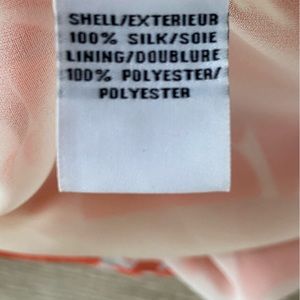 SHELL/EXTERIEUR
100% SILK/SOIE
LINING/DOUBLURE
100% POLYESTER/
POLYESTER